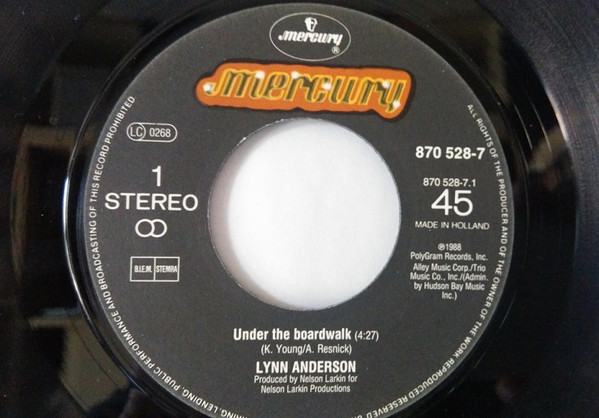 mercury
®
mercury
LC 0268
1
STEREO
B.I.E.M. STEMRA
870 528-7
870 528-7.1
45
MADE IN HOLLAND
℗1988
PolyGram Records, Inc.
Alley Music Corp./Trio
Music Co., Inc./(Admin.
by Hudson Bay Music
Inc.)
Under the boardwalk (4:27)
(K. Young/A. Resnick)
LYNN ANDERSON
Produced by Nelson Larkin for
Nelson Larkin Productions
ALL RIGHTS OF THE PRODUCER AND OF THE OWNER OF THE WORK REPRODUCED RESERVED
LENDING, PUBLIC PERFORMANCE AND BROADCASTING OF THIS RECORD PROHIBITED